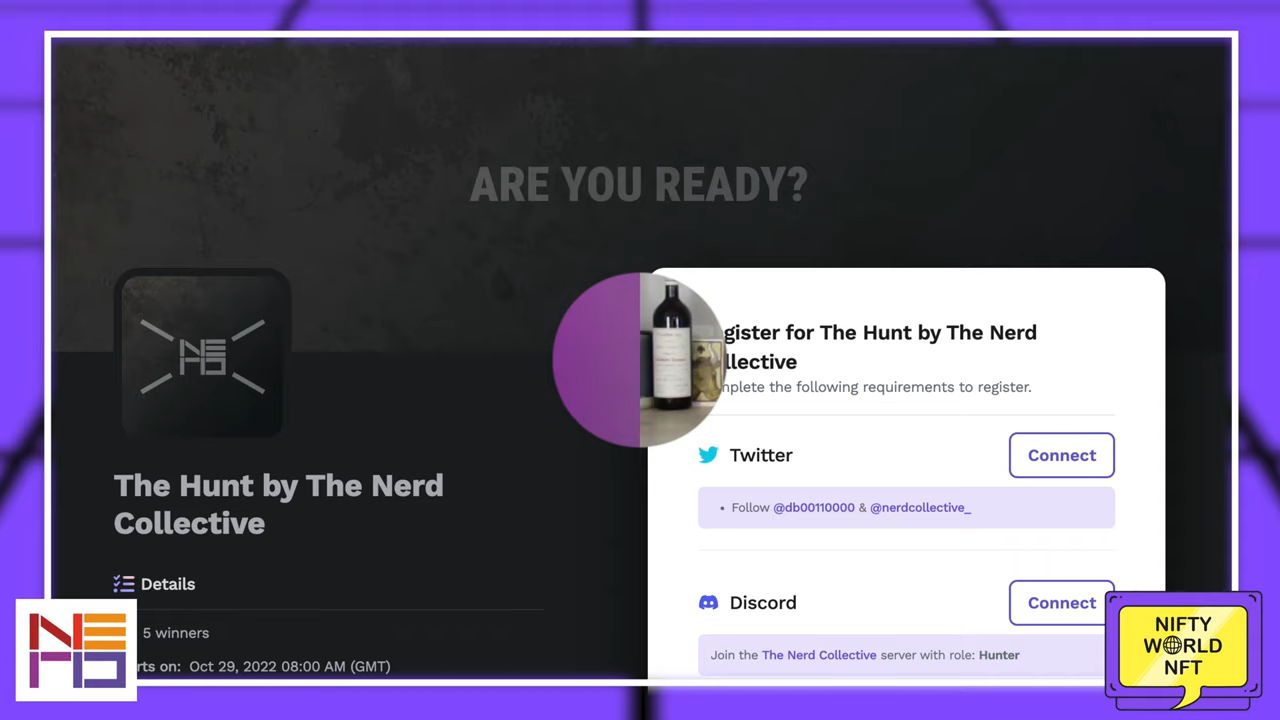 ARE YOU READY?
NERD
The Hunt by The Nerd
Collective
Details
5 winners
rts on: Oct 29, 2022 08:00 AM (GMT)
gister for The Hunt by The Nerd
llective
nplete the following requirements to register.
Twitter
Connect
• Follow @db00110000 & @nerdcollective_
Discord
Connect
Join the The Nerd Collective server with role: Hunter
NERD
NIFTY
WORLD
NFT